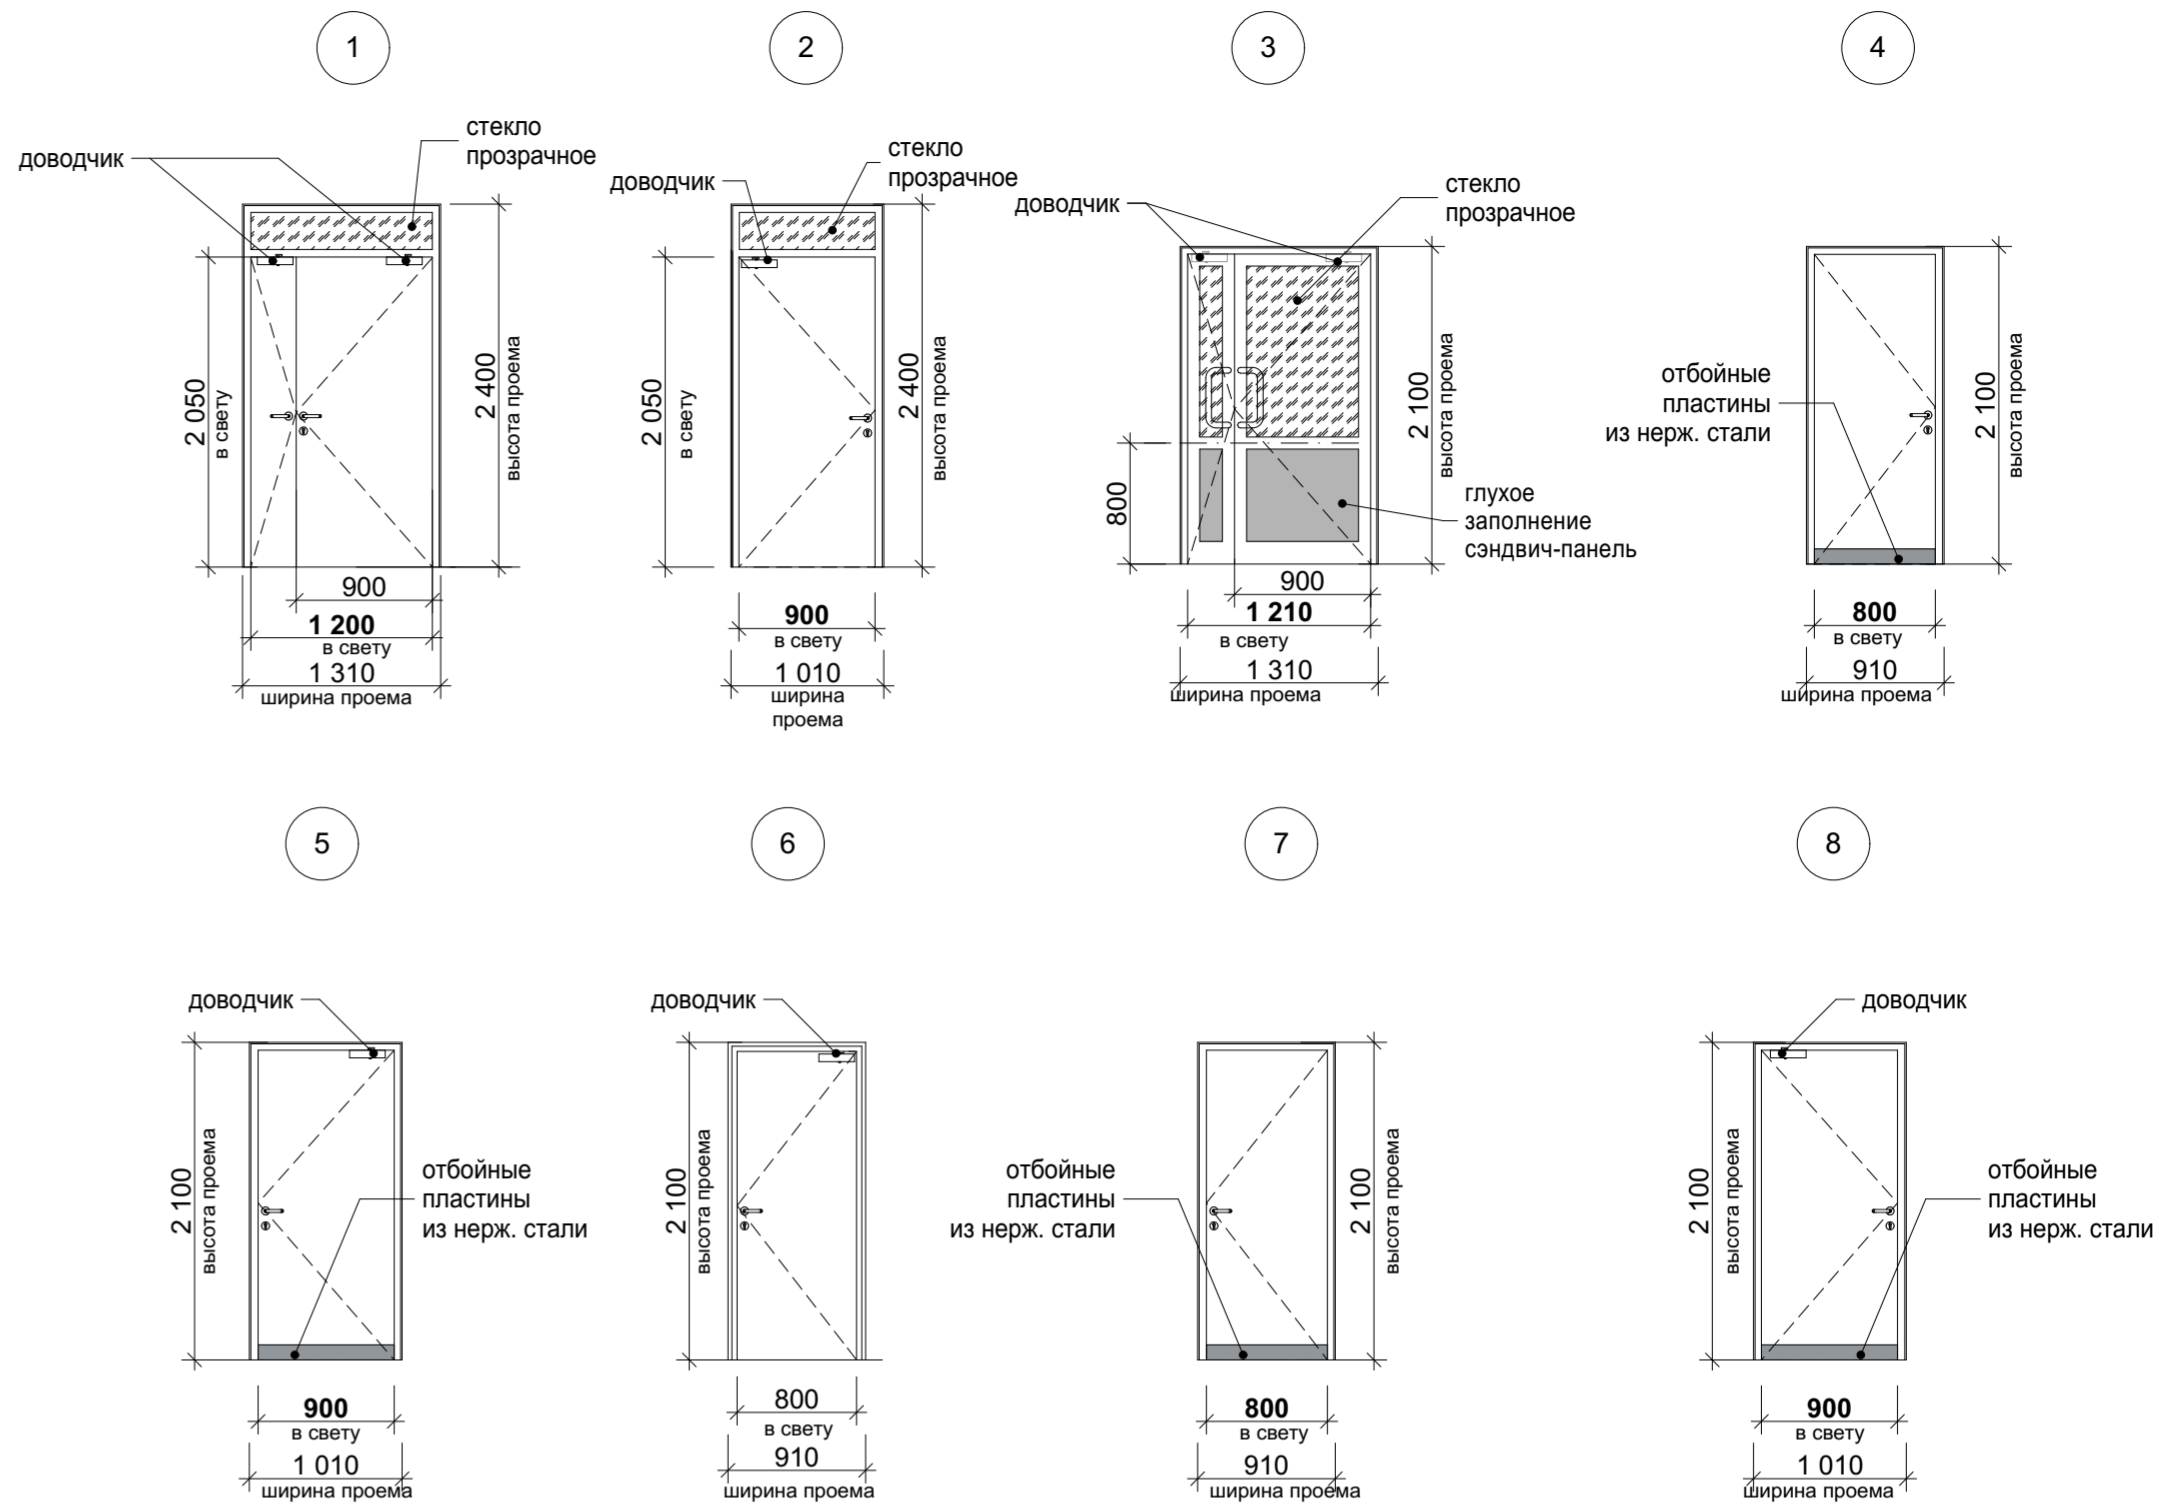 1
доводчик
стекло
прозрачное
2 050
в свету
2 400
высота проема
900
1 200
в свету
1 310
ширина проема
2
доводчик
стекло
прозрачное
2 050
в свету
2 400
высота проема
900
в свету
1 010
ширина
проема
3
доводчик
стекло
прозрачное
800
2 100
высота проема
глухое
заполнение
сэндвич-панель
900
1 210
в свету
1 310
ширина проема
4
отбойные
пластины
из нерж. стали
2 100
высота проема
800
в свету
910
ширина проема
5
доводчик
2 100
высота проема
отбойные
пластины
из нерж. стали
900
в свету
1 010
ширина проема
6
доводчик
2 100
высота проема
800
в свету
910
ширина проема
7
отбойные
пластины
из нерж. стали
2 100
высота проема
800
в свету
910
ширина проема
8
доводчик
2 100
высота проема
отбойные
пластины
из нерж. стали
900
в свету
1 010
ширина проема